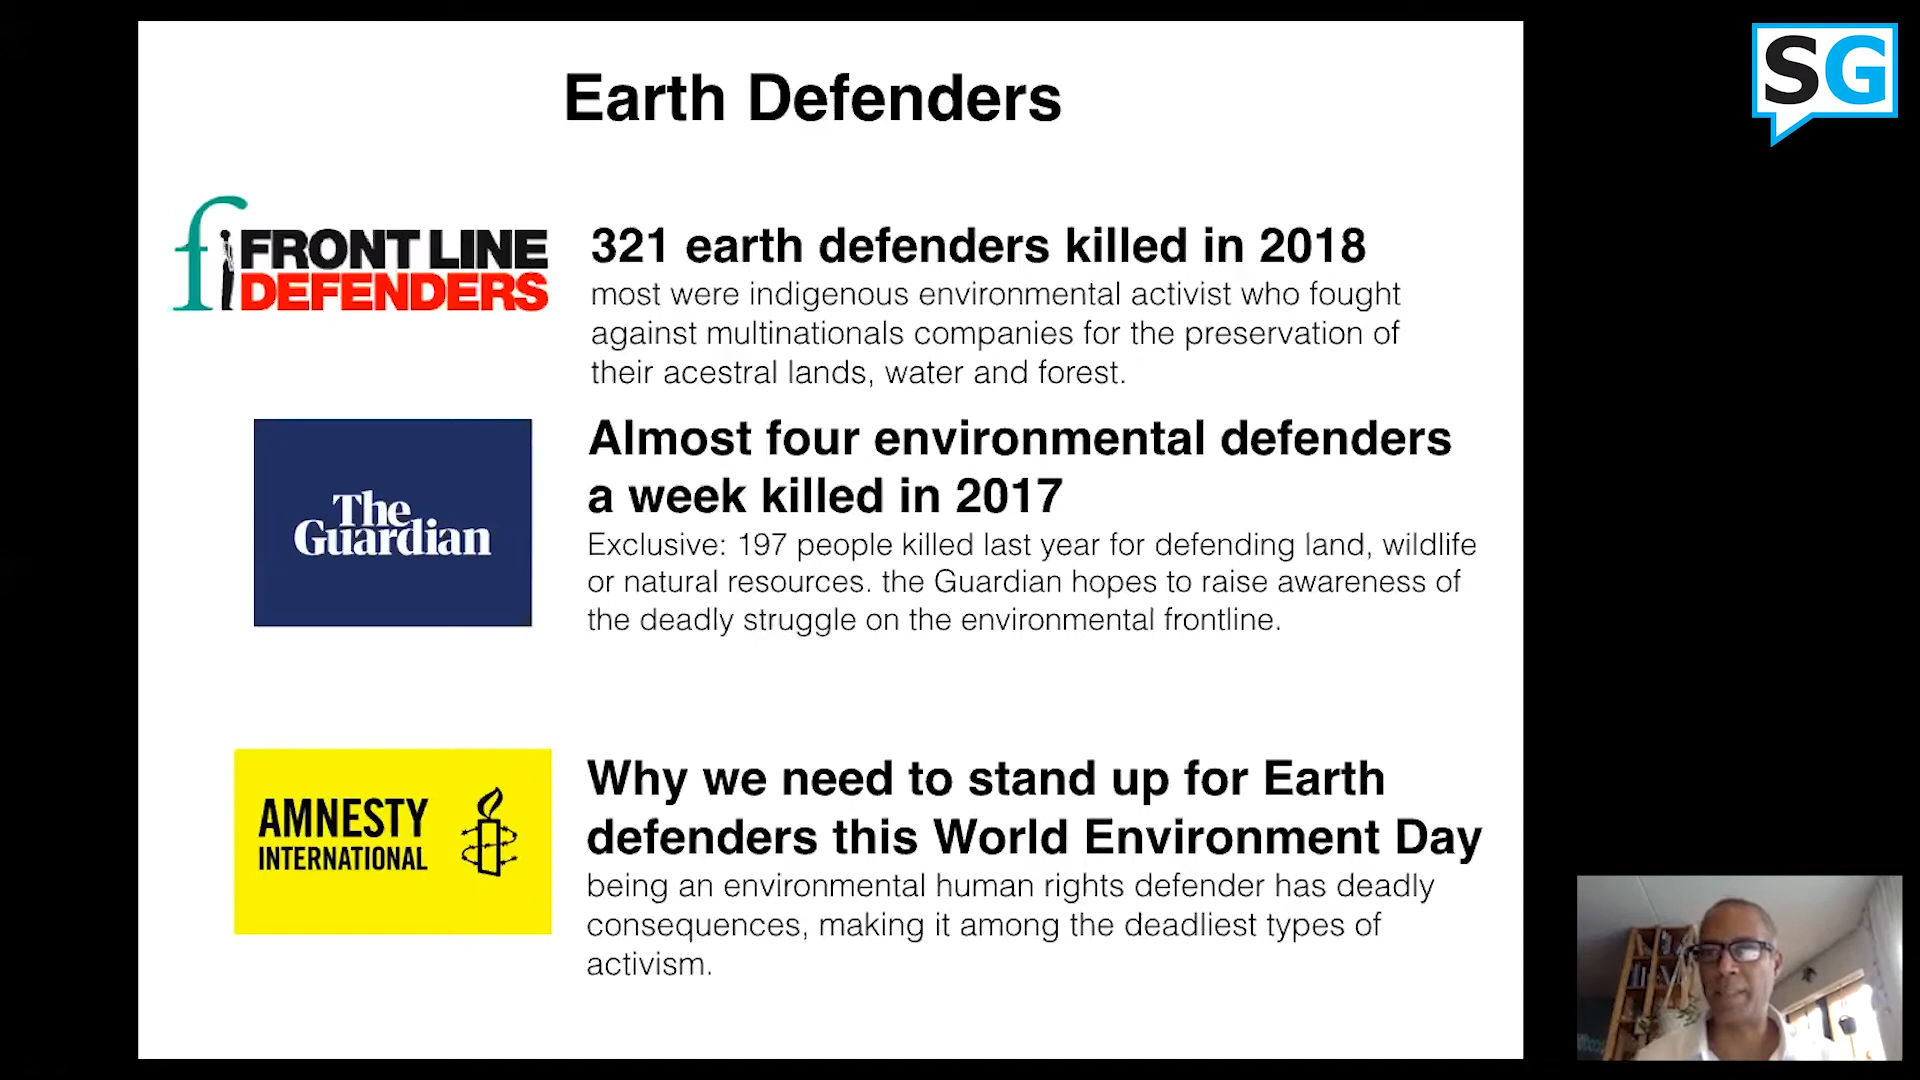 SG
Earth Defenders
f FRONT LINE
DEFENDERS
321 earth defenders killed in 2018
most were indigenous environmental activist who fought
against multinationals companies for the preservation of
their acestral lands, water and forest.
The
Guardian
Almost four environmental defenders
a week killed in 2017
Exclusive: 197 people killed last year for defending land, wildlife
or natural resources. the Guardian hopes to raise awareness of
the deadly struggle on the environmental frontline.
AMNESTY
INTERNATIONAL
Why we need to stand up for Earth
defenders this World Environment Day
being an environmental human rights defender has deadly
consequences, making it among the deadliest types of
activism.